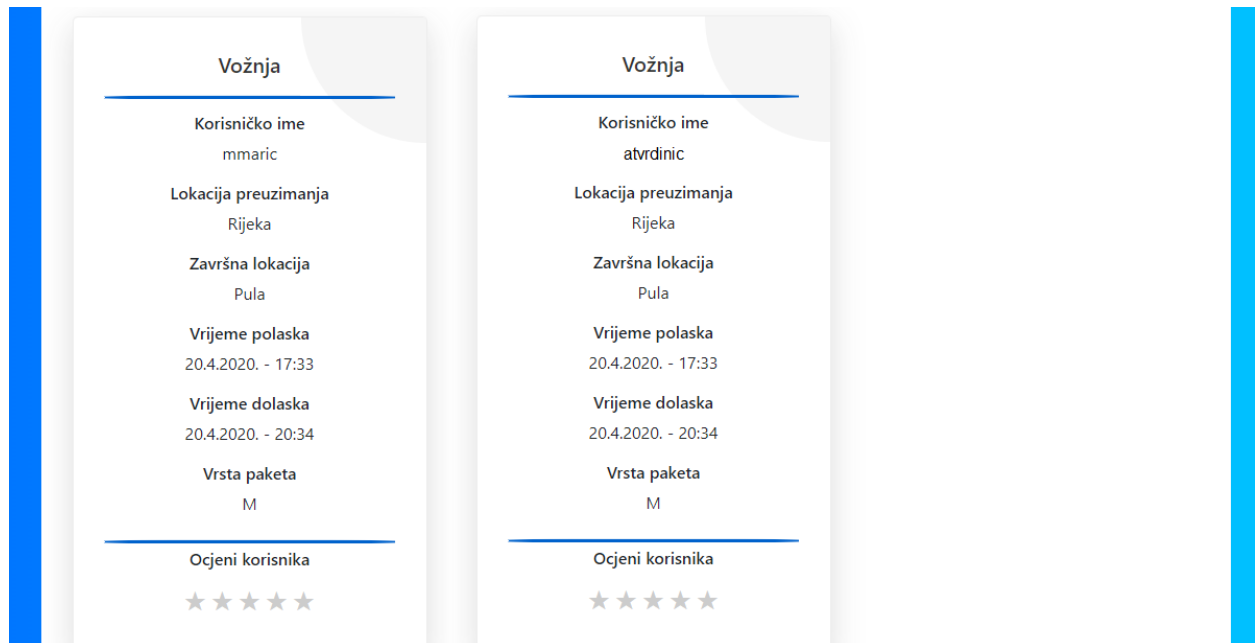 Vožnja
Korisničko ime
mmaric
Lokacija preuzimanja
Rijeka
Završna lokacija
Pula
Vrijeme polaska
20.4.2020. - 17:33
Vrijeme dolaska
20.4.2020. - 20:34
Vrsta paketa
M
Ocjeni korisnika
Vožnja
Korisničko ime
atvrdinic
Lokacija preuzimanja
Rijeka
Završna lokacija
Pula
Vrijeme polaska
20.4.2020. - 17:33
Vrijeme dolaska
20.4.2020. - 20:34
Vrsta paketa
M
Ocjeni korisnika